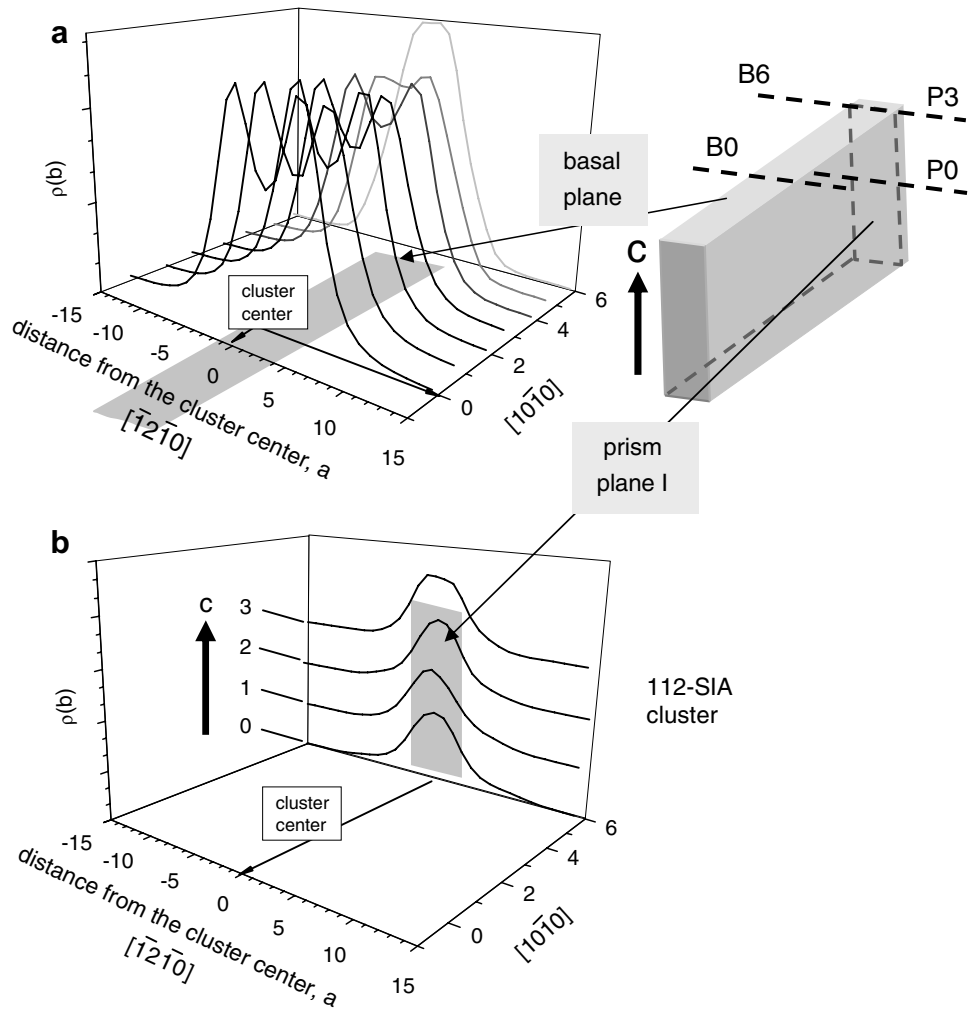 a
ρ(b)
-15
-10
-5
0
5
10
15
distance from the cluster center, a
[1̅21̅0]
0
2
4
6
[101̅0]
cluster
center
basal
plane
B6
P3
B0
P0
C
prism
plane I
b
ρ(b)
c
3
2
1
0
112-SIA
cluster
cluster
center
-15
-10
-5
0
5
10
15
distance from the cluster center, a
[1̅21̅0]
0
2
4
6
[101̅0]